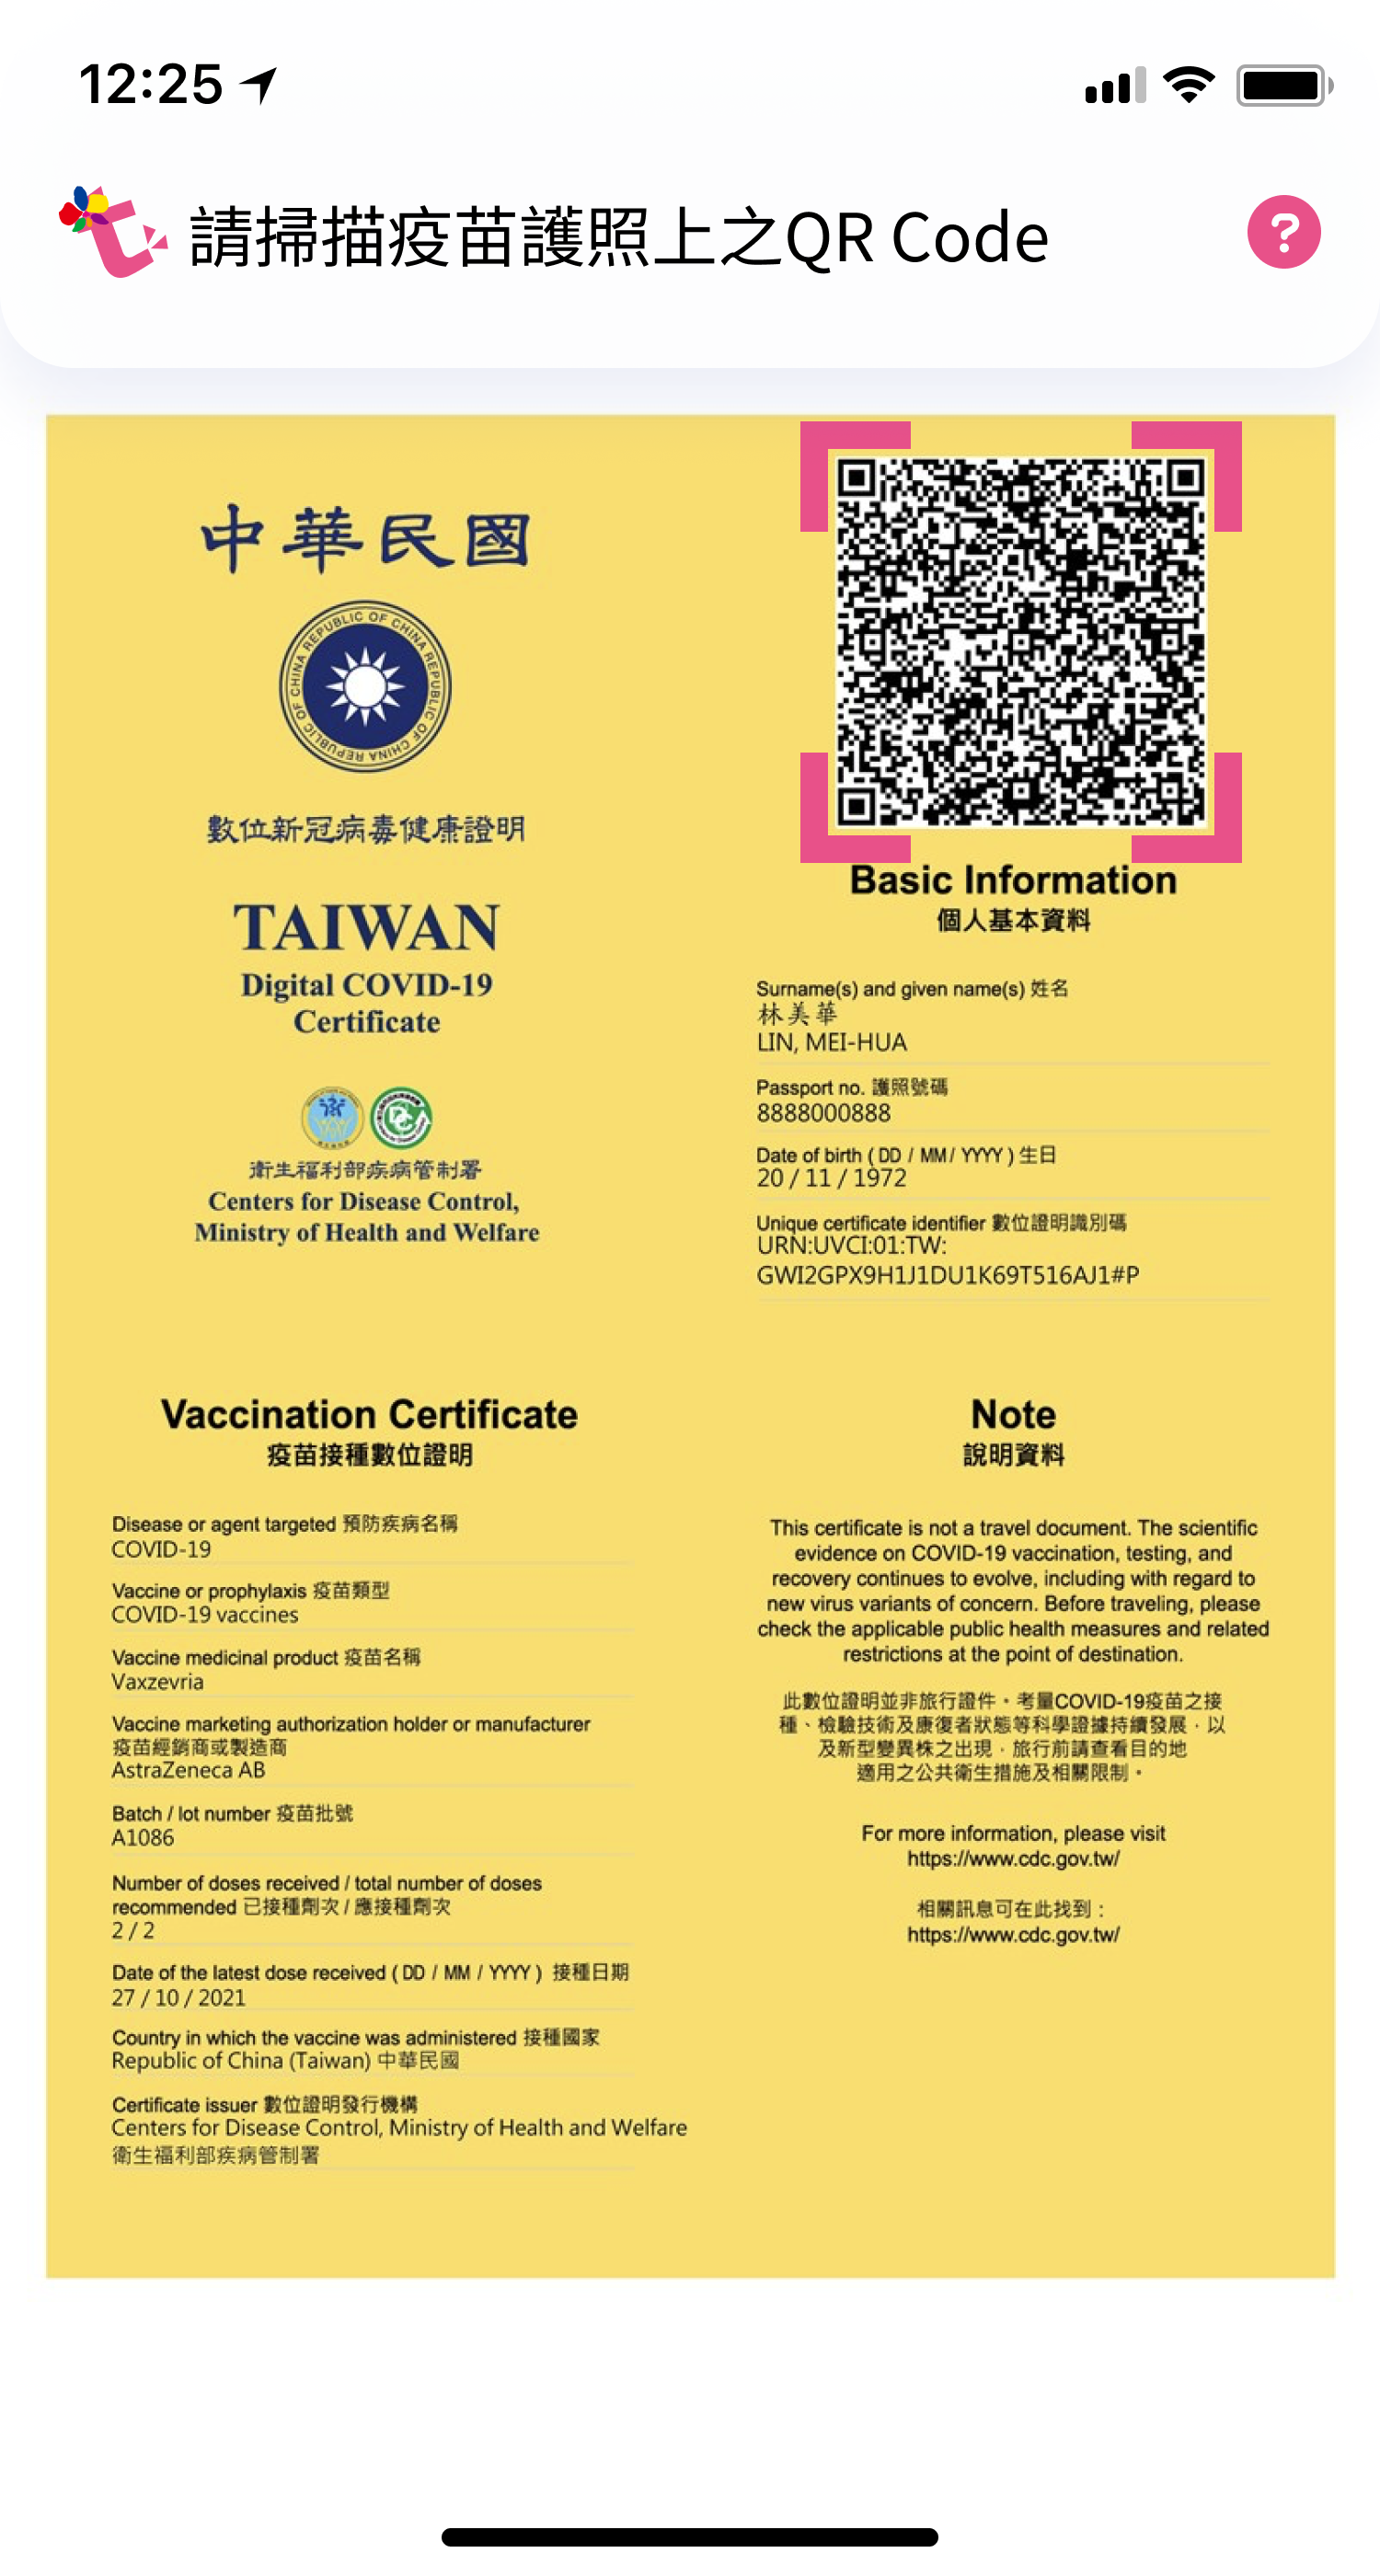 12:25
請掃描疫苗護照上之QR Code
?
中華民國
REPUBLIC OF CHINA REPUBLIC OF CHINA REPUBLIC OF CHINA
數位新冠病毒健康證明
TAIWAN
Digital COVID-19
Certificate
衛生福利部疾病管制署
Centers for Disease Control,
Ministry of Health and Welfare
Basic Information
個人基本資料
Surname(s) and given name(s) 姓名
林美華
LIN, MEI-HUA
Passport no. 護照號碼
8888000888
Date of birth ( DD / MM / YYYY ) 生日
20 / 11 / 1972
Unique certificate identifier 數位證明識別碼
URN:UVCI:01:TW:
GWI2GPX9H1J1DU1K69T516AJ1#P
Vaccination Certificate
疫苗接種數位證明
Disease or agent targeted 預防疾病名稱
COVID-19
Vaccine or prophylaxis 疫苗類型
COVID-19 vaccines
Vaccine medicinal product 疫苗名稱
Vaxzevria
Vaccine marketing authorization holder or manufacturer
疫苗經銷商或製造商
AstraZeneca AB
Batch / lot number 疫苗批號
A1086
Number of doses received / total number of doses
recommended 已接種劑次 / 應接種劑次
2 / 2
Date of the latest dose received ( DD / MM / YYYY ) 接種日期
27 / 10 / 2021
Country in which the vaccine was administered 接種國家
Republic of China (Taiwan) 中華民國
Certificate issuer 數位證明發行機構
Centers for Disease Control, Ministry of Health and Welfare
衛生福利部疾病管制署
Note
說明資料
This certificate is not a travel document. The scientific
evidence on COVID-19 vaccination, testing, and
recovery continues to evolve, including with regard to
new virus variants of concern. Before traveling, please
check the applicable public health measures and related
restrictions at the point of destination.
此數位證明並非旅行證件。考量COVID-19疫苗之接
種、檢驗技術及康復者狀態等科學證據持續發展，以
及新型變異株之出現，旅行前請查看目的地
適用之公共衛生措施及相關限制。
For more information, please visit
https://www.cdc.gov.tw/
相關訊息可在此找到：
https://www.cdc.gov.tw/